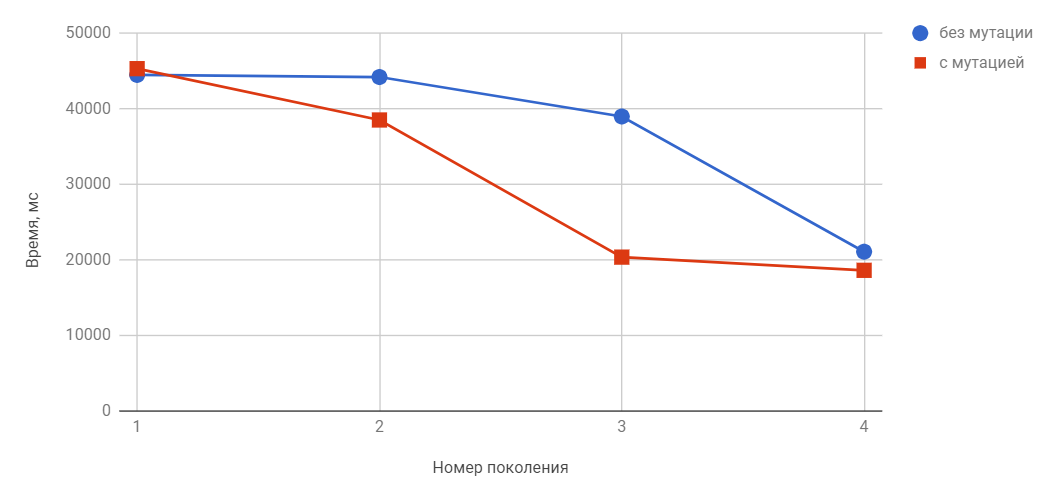 50000
40000
30000
20000
10000
0
Время, мс
1 2 3 4
Номер поколения
без мутации
с мутацией